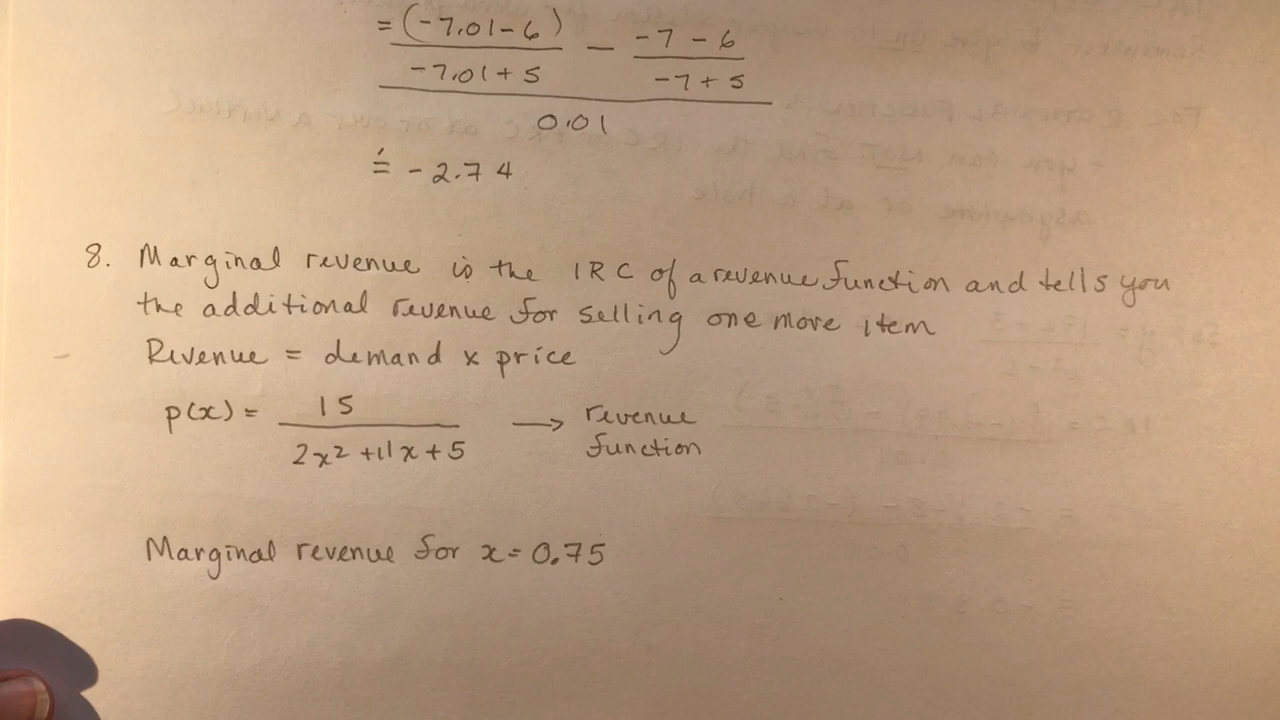 = (-7.01-6) / -7.01+5 − -7-6 / -7+5
0.01
≐ -2.74
8. Marginal revenue is the IRC of a revenue function and tells you
the additional revenue for selling one more item
Revenue = demand x price
p(x) = 15 / 2x² +11x+5 → revenue function
Marginal revenue for x = 0.75